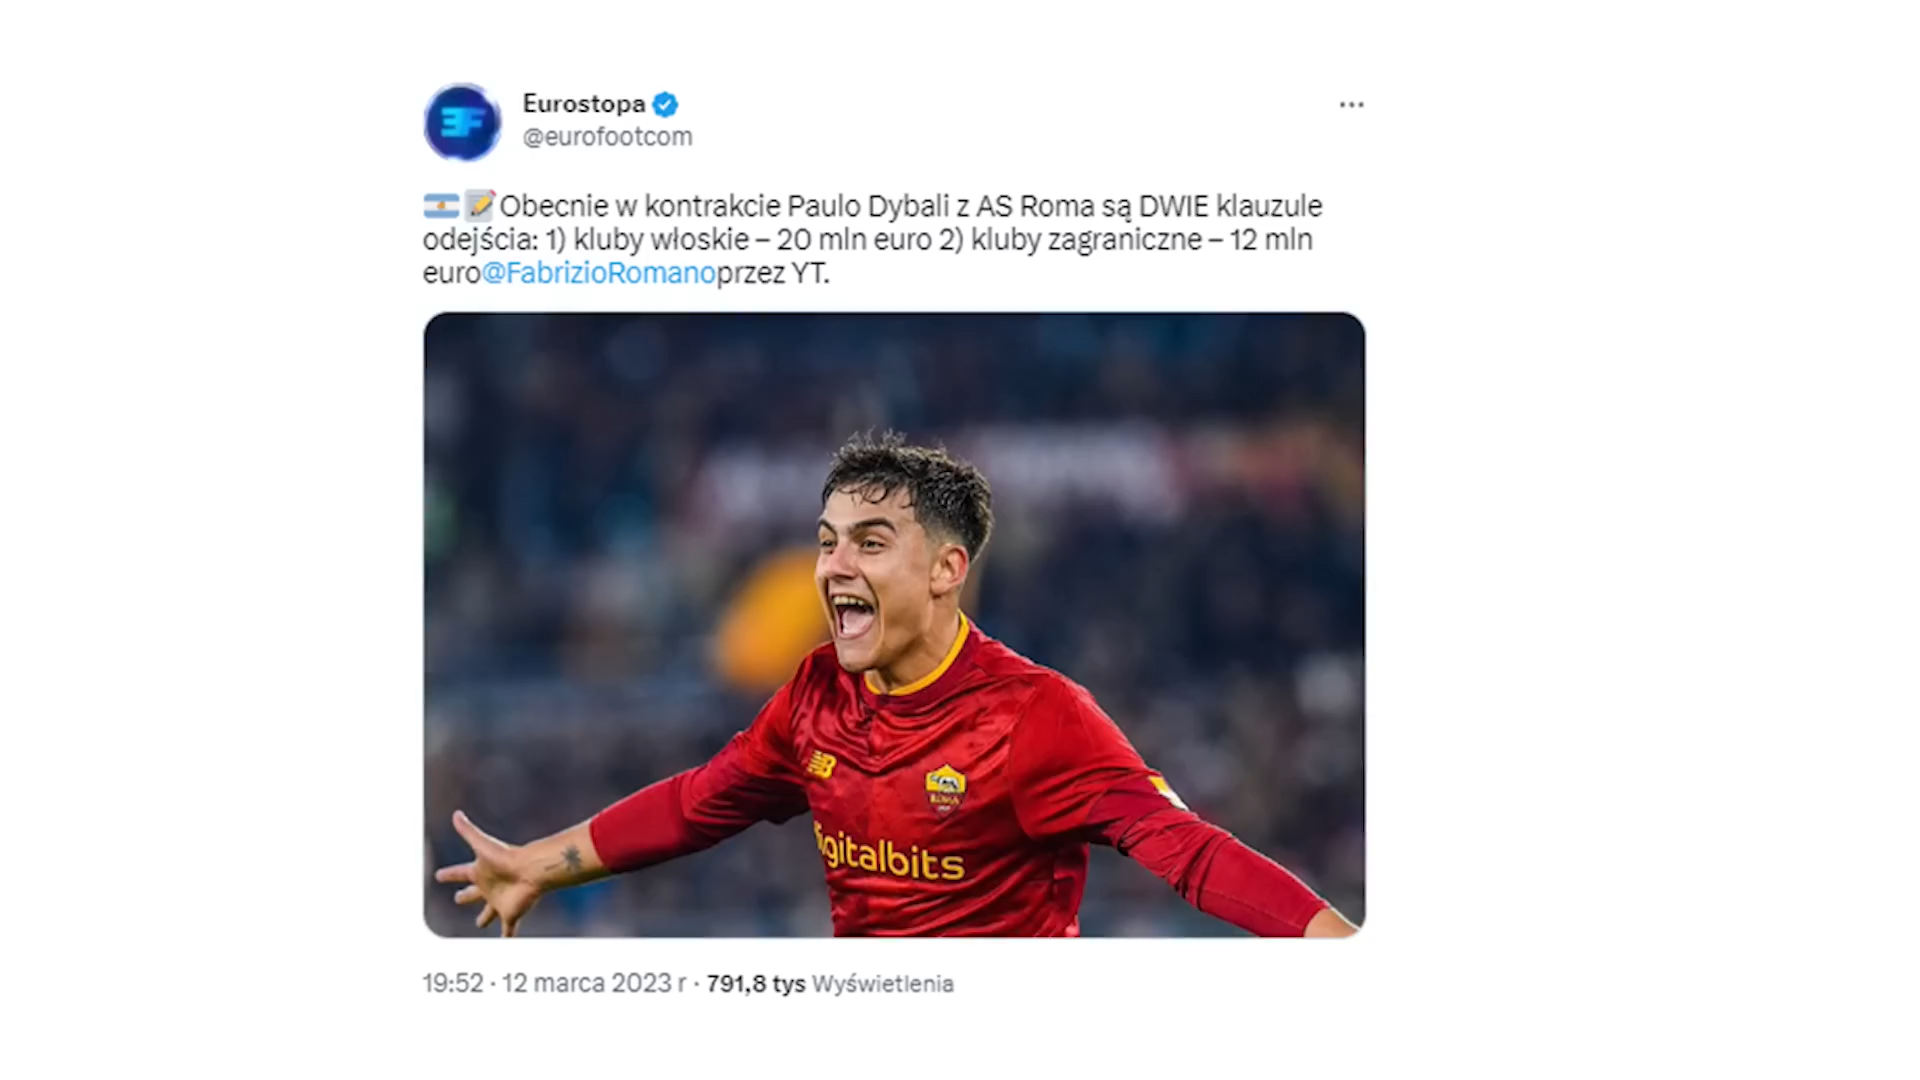 Eurostopa
@eurofootcom
Obecnie w kontrakcie Paulo Dybali z AS Roma są DWIE klauzule
odejścia: 1) kluby włoskie – 20 mln euro 2) kluby zagraniczne – 12 mln
euro@FabrizioRomanoprzez YT.
ROMA
igitalbits
19:52 · 12 marca 2023 r · 791,8 tys Wyświetlenia